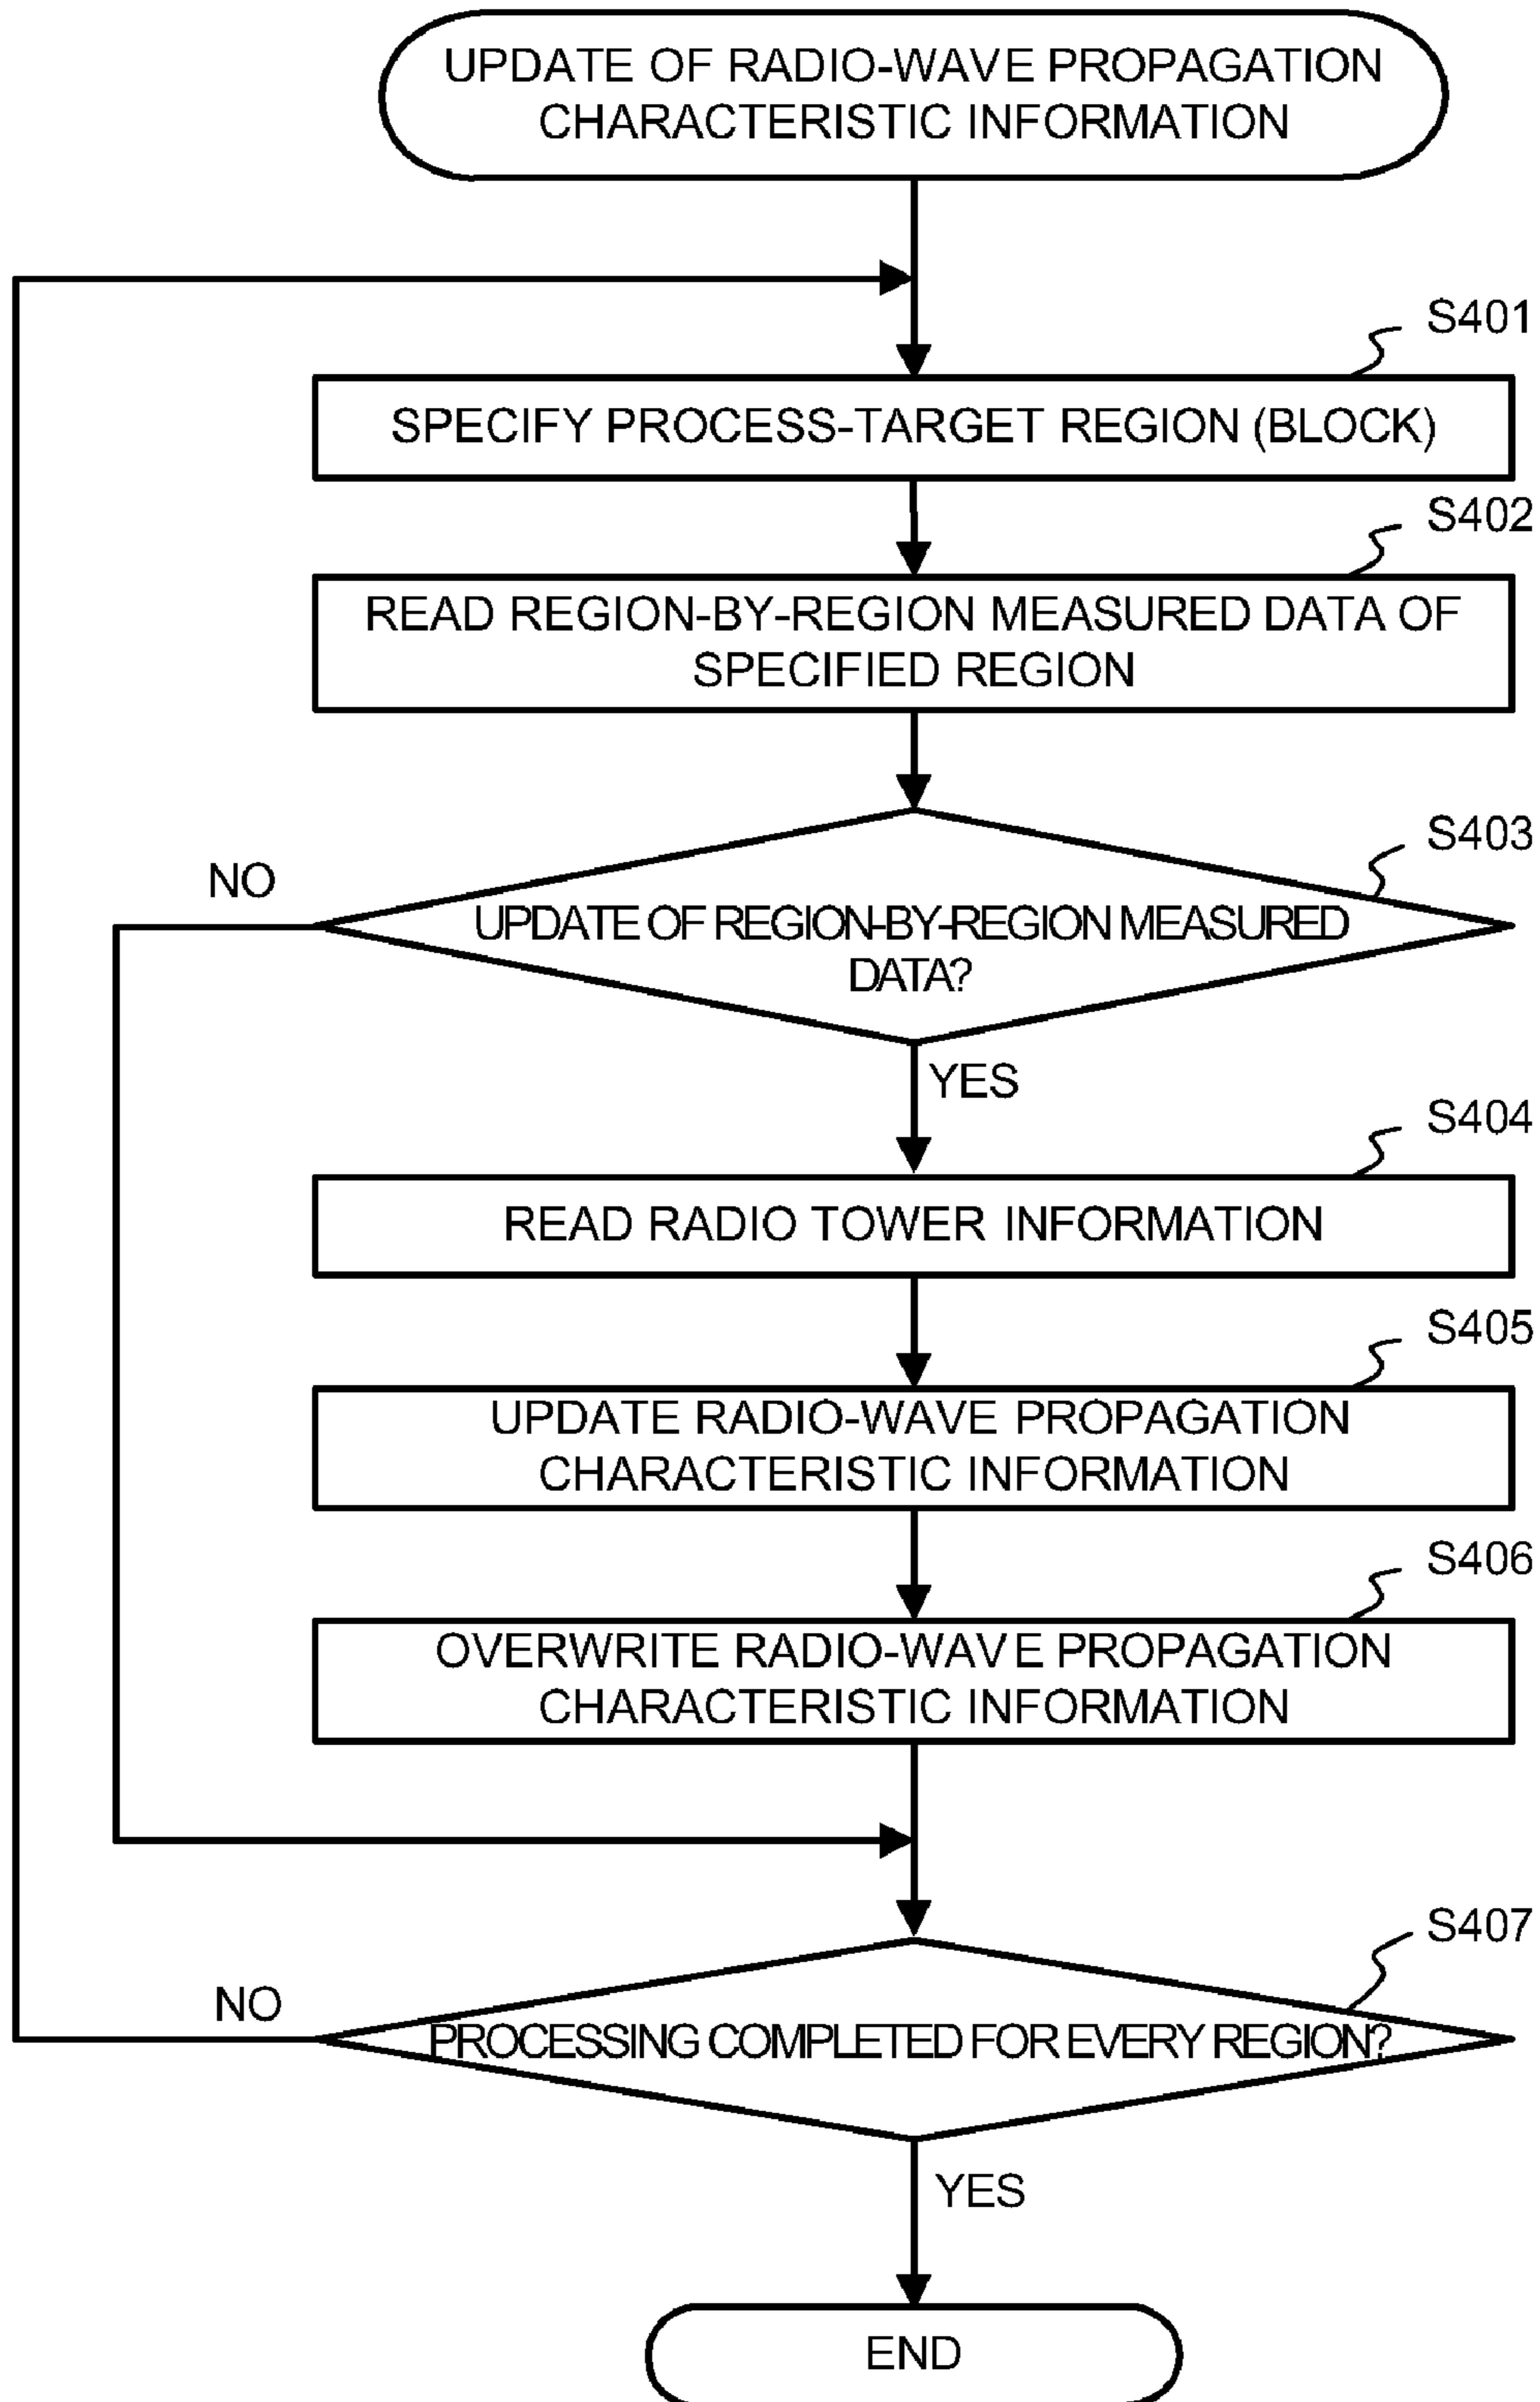 UPDATE OF RADIO-WAVE PROPAGATION
CHARACTERISTIC INFORMATION
S401
SPECIFY PROCESS-TARGET REGION (BLOCK)
S402
READ REGION-BY-REGION MEASURED DATA OF
SPECIFIED REGION
S403
NO
UPDATE OF REGION-BY-REGION MEASURED
DATA?
YES
S404
READ RADIO TOWER INFORMATION
S405
UPDATE RADIO-WAVE PROPAGATION
CHARACTERISTIC INFORMATION
S406
OVERWRITE RADIO-WAVE PROPAGATION
CHARACTERISTIC INFORMATION
S407
NO
PROCESSING COMPLETED FOR EVERY REGION?
YES
END